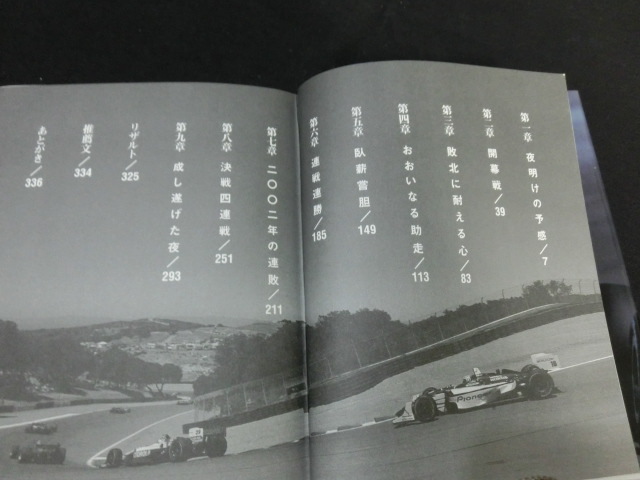 第一章 夜明けの予感／7
第二章 開幕戦／39
第三章 敗北に耐える心／83
第四章 おおいなる助走／113
第五章 臥薪嘗胆／149
第六章 連戦連勝／185
第七章 二〇〇二年の連敗／211
第八章 決戦四連戦／251
第九章 成し遂げた夜／293
リザルト／325
推薦文／334
あとがき／336
Pioneer